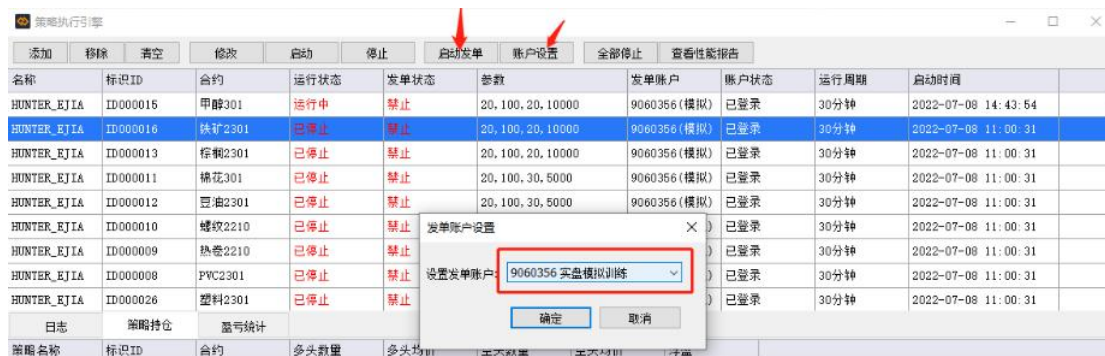 策略执行引擎
添加 移除 清空 修改 启动 停止 启动发单 账户设置 全部停止 查看性能报告
名称 标识ID 合约 运行状态 发单状态 参数 发单账户 账户状态 运行周期 启动时间
HUNTER_EJIA ID000015 甲醇301 运行中 禁止 20,100,20,10000 9060356(模拟) 已登录 30分钟 2022-07-08 14:43:54
HUNTER_EJIA ID000016 铁矿2301 已停止 禁止 20,100,20,10000 9060356(模拟) 已登录 30分钟 2022-07-08 11:00:31
HUNTER_EJIA ID000013 棕榈2301 已停止 禁止 20,100,20,10000 9060356(模拟) 已登录 30分钟 2022-07-08 11:00:31
HUNTER_EJIA ID000011 棉花301 已停止 禁止 20,100,30,5000 9060356(模拟) 已登录 30分钟 2022-07-08 11:00:31
HUNTER_EJIA ID000012 豆油2301 已停止 禁止 20,100,30,5000 9060356(模拟) 已登录 30分钟 2022-07-08 11:00:31
HUNTER_EJIA ID000010 螺纹2210 已停止 禁止 ) 已登录 30分钟 2022-07-08 11:00:31
HUNTER_EJIA ID000009 热卷2210 已停止 禁止 ) 已登录 30分钟 2022-07-08 11:00:31
HUNTER_EJIA ID000008 PVC2301 已停止 禁止 ) 已登录 30分钟 2022-07-08 11:00:31
HUNTER_EJIA ID000026 塑料2301 已停止 禁止 ) 已登录 30分钟 2022-07-08 11:00:31
发单账户设置
设置发单账户: 9060356 实盘模拟训练
确定 取消
日志 策略持仓 盈亏统计
策略名称 标识ID 合约 多头数量 多头均价 空头数量 空头均价 浮盈